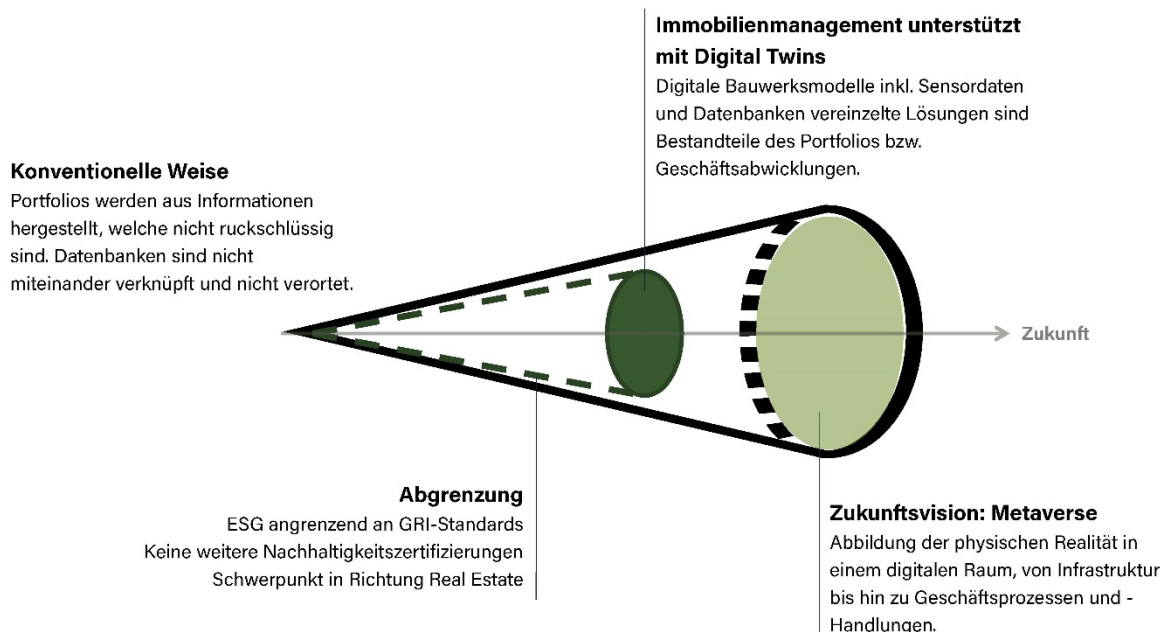 Immobilienmanagement unterstützt
mit Digital Twins
Digitale Bauwerksmodelle inkl. Sensordaten
und Datenbanken vereinzelte Lösungen sind
Bestandteile des Portfolios bzw.
Geschäftsabwicklungen.
Konventionelle Weise
Portfolios werden aus Informationen
hergestellt, welche nicht ruckschlüssig
sind. Datenbanken sind nicht
miteinander verknüpft und nicht verortet.
Zukunft
Abgrenzung
ESG angrenzend an GRI-Standards
Keine weitere Nachhaltigkeitszertifizierungen
Schwerpunkt in Richtung Real Estate
Zukunftsvision: Metaverse
Abbildung der physischen Realität in
einem digitalen Raum, von Infrastruktur
bis hin zu Geschäftsprozessen und -
Handlungen.